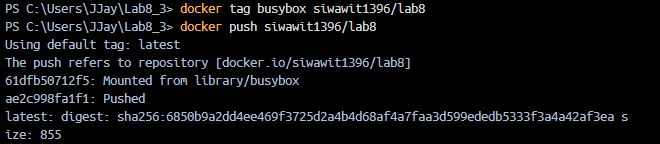 PS C:\Users\JJay\Lab8_3> docker tag busybox siwawit1396/lab8
PS C:\Users\JJay\Lab8_3> docker push siwawit1396/lab8
Using default tag: latest
The push refers to repository [docker.io/siwawit1396/lab8]
61dfb50712f5: Mounted from library/busybox
ae2c998fa1f1: Pushed
latest: digest: sha256:6850b9a2dd4ee469f3725d2a4b4d68af4a7faa3d599ededb5333f3a4a42af3ea s
ize: 855